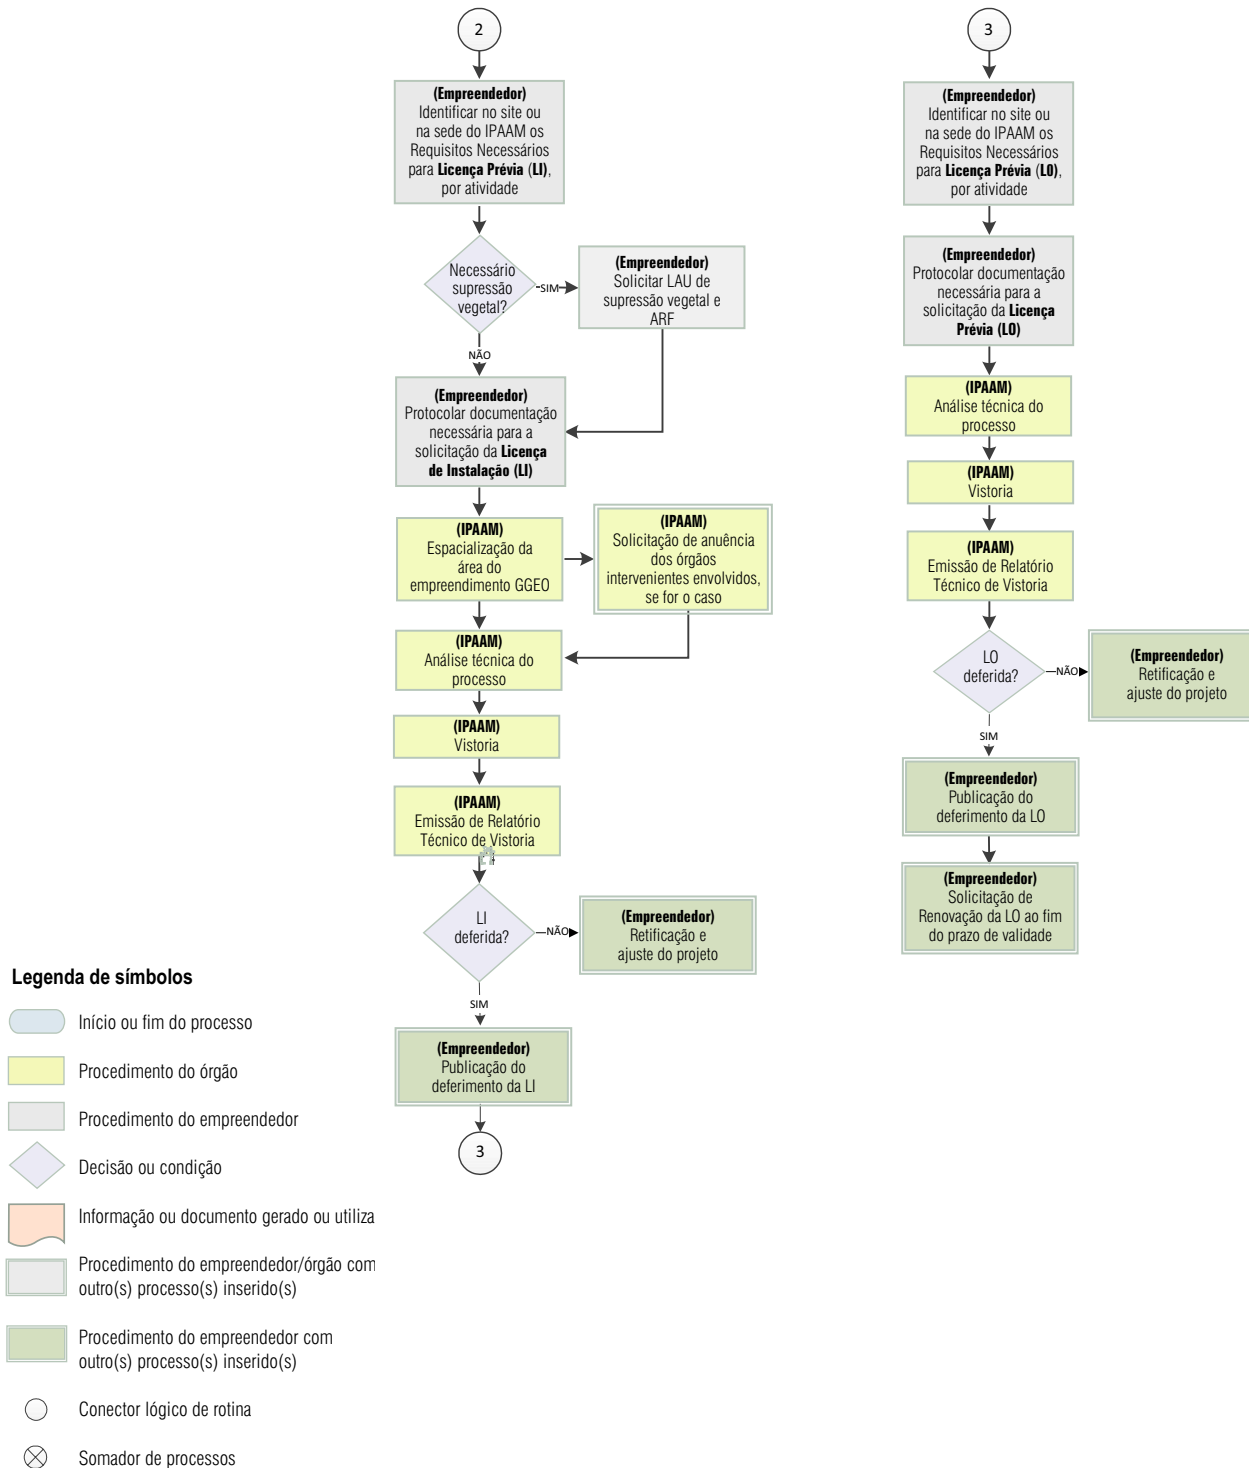 2
(Empreendedor)
Identificar no site ou
na sede do IPAAM os
Requisitos Necessários
para Licença Prévia (LI),
por atividade
Necessário
supressão
vegetal?
SIM
(Empreendedor)
Solicitar LAU de
supressão vegetal e
ARF
NÃO
(Empreendedor)
Protocolar documentação
necessária para a
solicitação da Licença
de Instalação (LI)
(IPAAM)
Espacialização da
área do
empreendimento GGEO
(IPAAM)
Solicitação de anuência
dos órgãos
intervenientes envolvidos,
se for o caso
(IPAAM)
Análise técnica do
processo
(IPAAM)
Vistoria
(IPAAM)
Emissão de Relatório
Técnico de Vistoria
LI
deferida?
NÃO
(Empreendedor)
Retificação e
ajuste do projeto
SIM
(Empreendedor)
Publicação do
deferimento da LI
3
3
(Empreendedor)
Identificar no site ou
na sede do IPAAM os
Requisitos Necessários
para Licença Prévia (LO),
por atividade
(Empreendedor)
Protocolar documentação
necessária para a
solicitação da Licença
Prévia (LO)
(IPAAM)
Análise técnica do
processo
(IPAAM)
Vistoria
(IPAAM)
Emissão de Relatório
Técnico de Vistoria
LO
deferida?
NÃO
(Empreendedor)
Retificação e
ajuste do projeto
SIM
(Empreendedor)
Publicação do
deferimento da LO
(Empreendedor)
Solicitação de
Renovação da LO ao fim
do prazo de validade
Legenda de símbolos
Início ou fim do processo
Procedimento do órgão
Procedimento do empreendedor
Decisão ou condição
Informação ou documento gerado ou utiliza
Procedimento do empreendedor/órgão com
outro(s) processo(s) inserido(s)
Procedimento do empreendedor com
outro(s) processo(s) inserido(s)
Conector lógico de rotina
Somador de processos